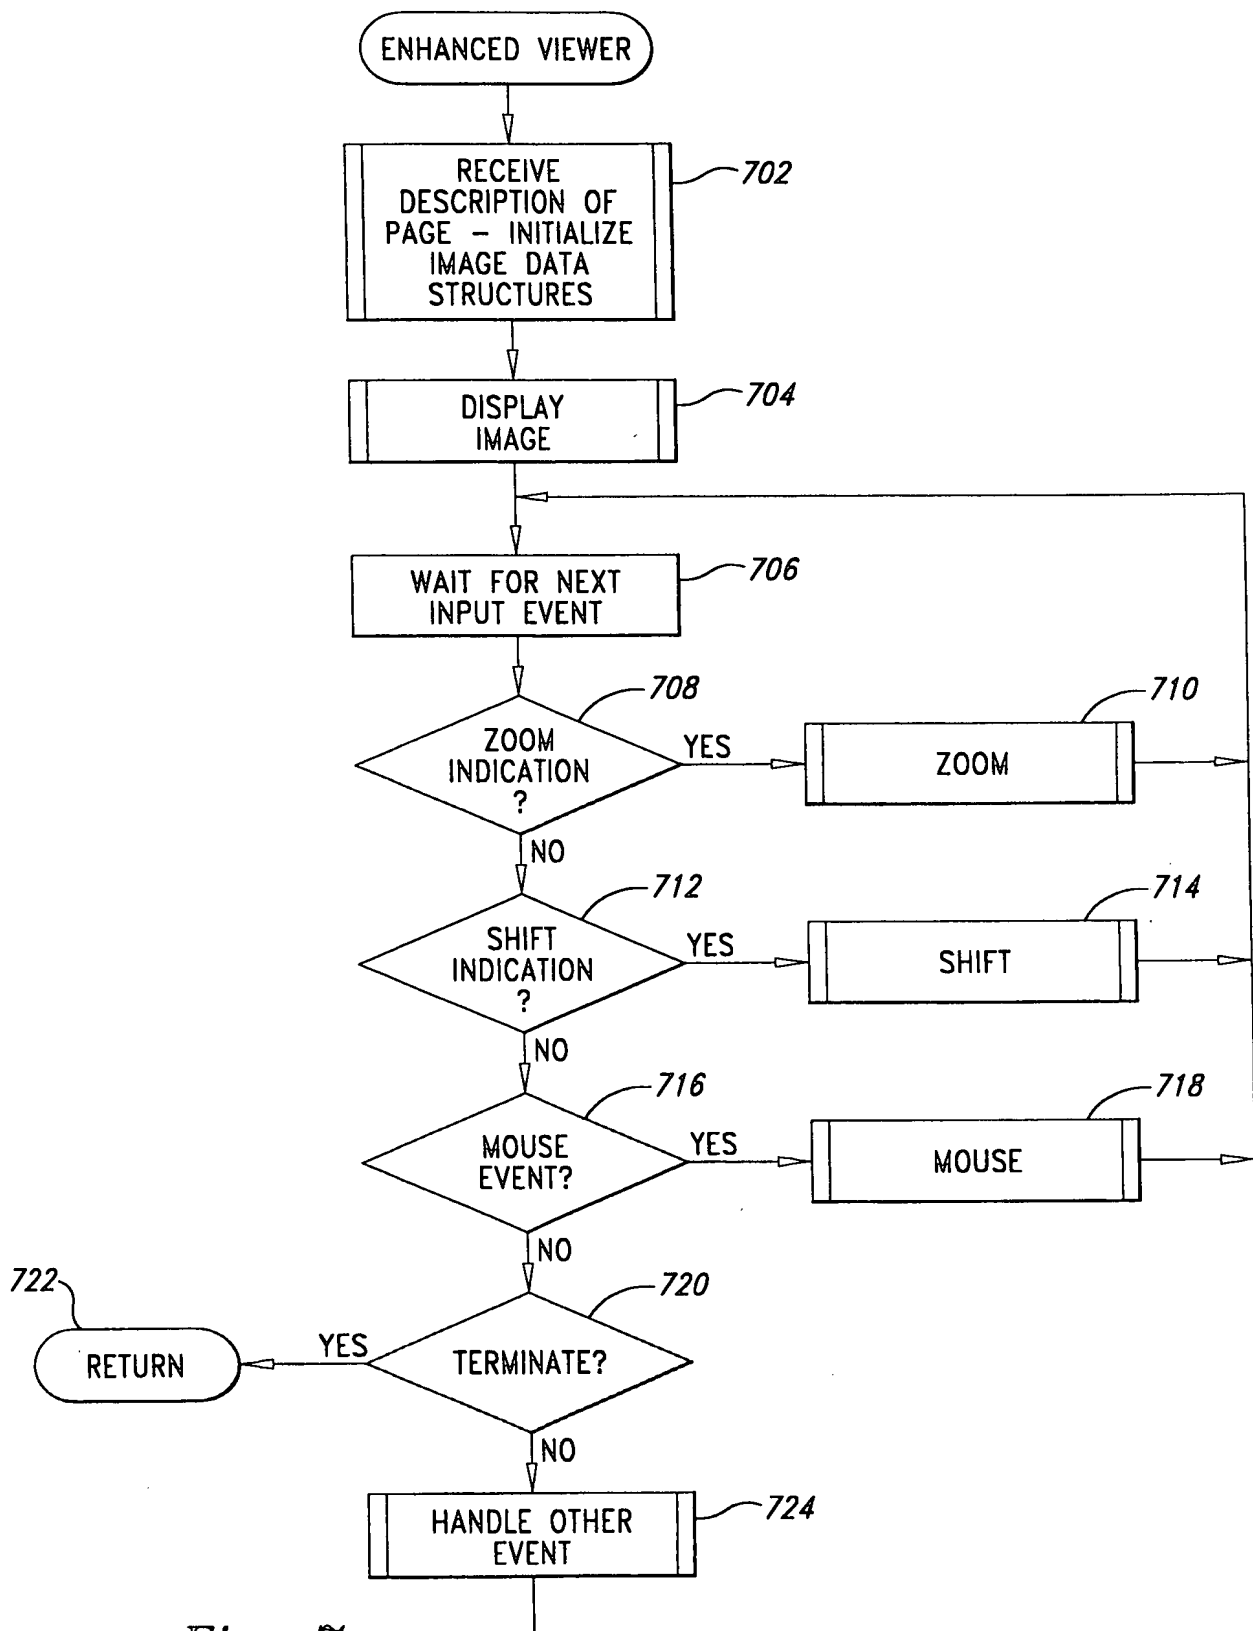 ENHANCED VIEWER
RECEIVE
DESCRIPTION OF
PAGE – INITIALIZE
IMAGE DATA
STRUCTURES
702
DISPLAY
IMAGE
704
WAIT FOR NEXT
INPUT EVENT
706
708
ZOOM
INDICATION
?
YES
710
ZOOM
NO
712
SHIFT
INDICATION
?
YES
714
SHIFT
NO
716
MOUSE
EVENT?
YES
718
MOUSE
NO
720
TERMINATE?
YES
722
RETURN
NO
HANDLE OTHER
EVENT
724